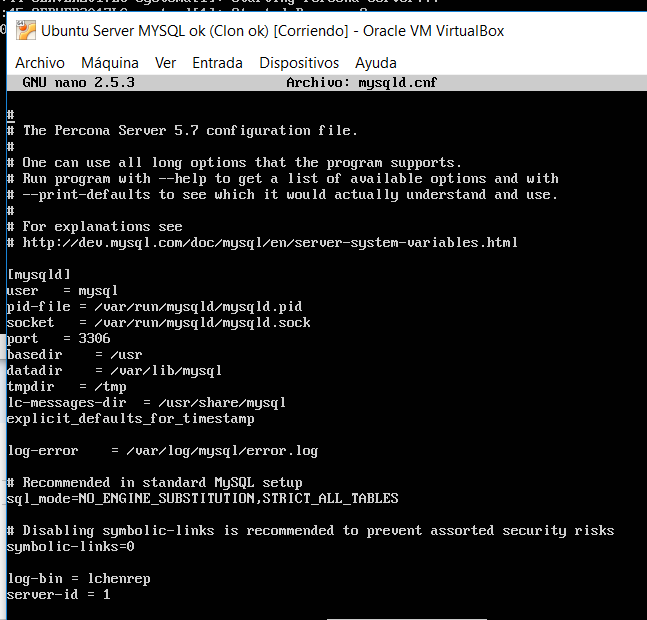 Ubuntu Server MYSQL ok (Clon ok) [Corriendo] - Oracle VM VirtualBox
Archivo Máquina Ver Entrada Dispositivos Ayuda
GNU nano 2.5.3 Archivo: mysqld.cnf
#
# The Percona Server 5.7 configuration file.
#
# One can use all long options that the program supports.
# Run program with --help to get a list of available options and with
# --print-defaults to see which it would actually understand and use.
#
# For explanations see
# http://dev.mysql.com/doc/mysql/en/server-system-variables.html
[mysqld]
user = mysql
pid-file = /var/run/mysqld/mysqld.pid
socket = /var/run/mysqld/mysqld.sock
port = 3306
basedir = /usr
datadir = /var/lib/mysql
tmpdir = /tmp
lc-messages-dir = /usr/share/mysql
explicit_defaults_for_timestamp
log-error = /var/log/mysql/error.log
# Recommended in standard MySQL setup
sql_mode=NO_ENGINE_SUBSTITUTION,STRICT_ALL_TABLES
# Disabling symbolic-links is recommended to prevent assorted security risks
symbolic-links=0
log-bin = lchenrep
server-id = 1